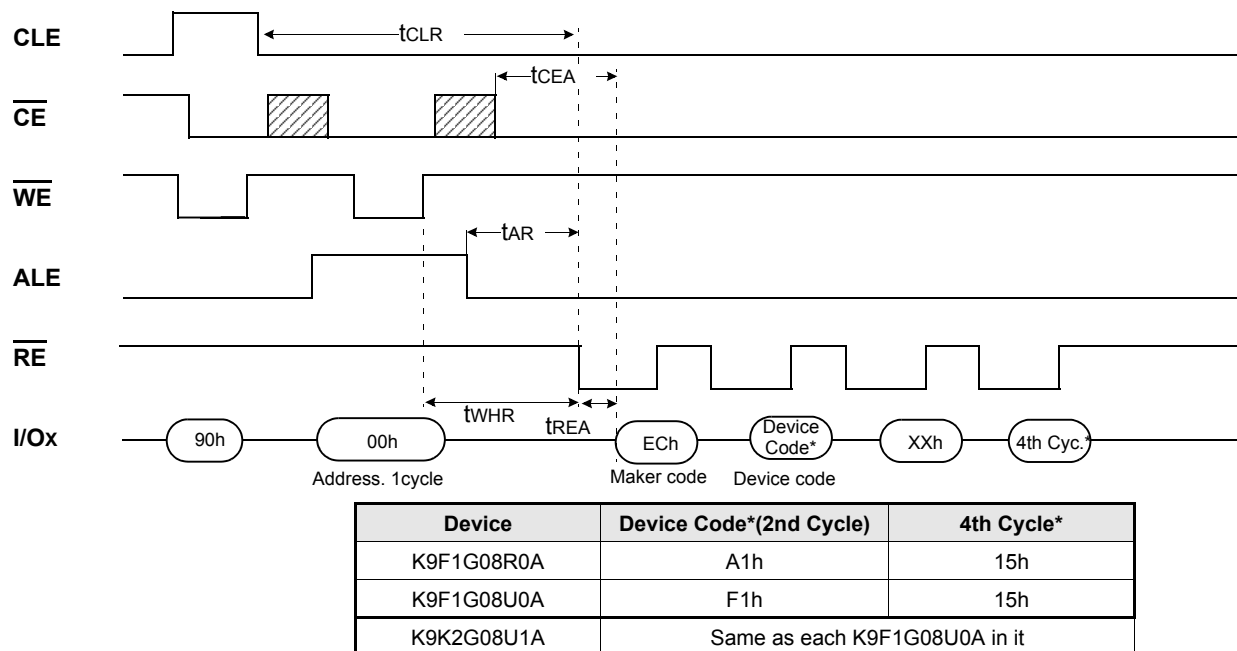 CLE
tCLR
tCEA
CE
WE
tAR
ALE
RE
tWHR
tREA
I/Ox
90h
00h
ECh
Device
Code*
XXh
4th Cyc.*
Address. 1cycle
Maker code
Device code
Device Device Code*(2nd Cycle) 4th Cycle*
K9F1G08R0A A1h 15h
K9F1G08U0A F1h 15h
K9K2G08U1A Same as each K9F1G08U0A in it